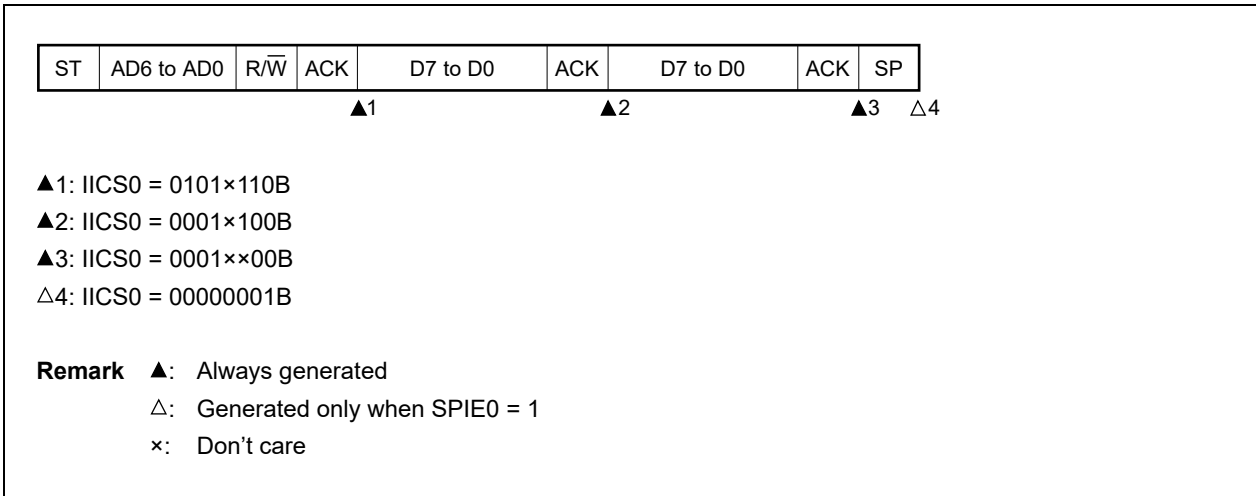 ST AD6 to AD0 R/W̅ ACK D7 to D0 ACK D7 to D0 ACK SP
▲1 ▲2 ▲3 △4
▲1: IICS0 = 0101×110B
▲2: IICS0 = 0001×100B
▲3: IICS0 = 0001××00B
△4: IICS0 = 00000001B
Remark ▲: Always generated
△: Generated only when SPIE0 = 1
×: Don’t care